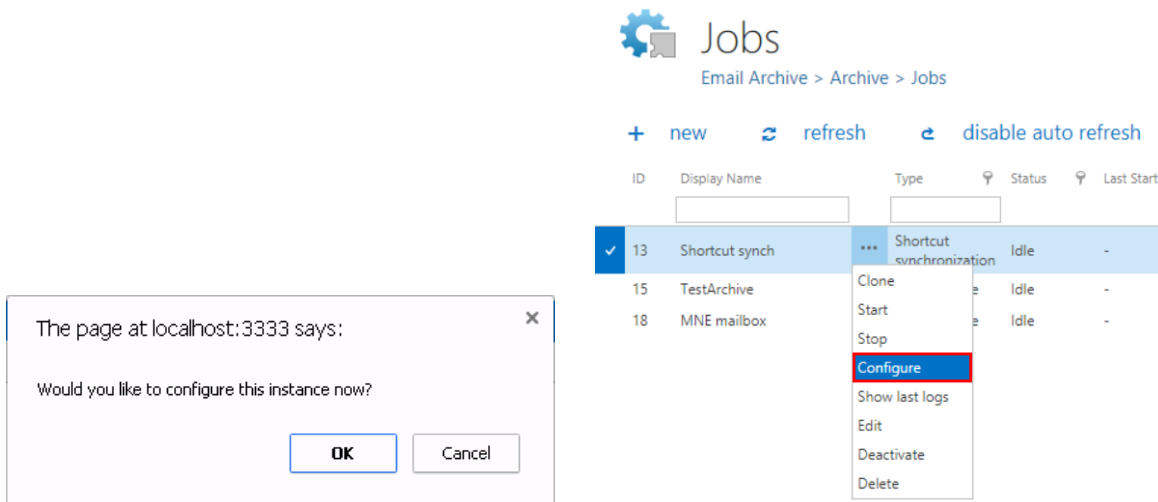 The page at localhost:3333 says:
Would you like to configure this instance now?
OK Cancel
Jobs
Email Archive > Archive > Jobs
+ new refresh disable auto refresh
ID Display Name Type Status Last Start
13 Shortcut synch ... Shortcut synchronization Idle -
15 TestArchive e Idle -
18 MNE mailbox e Idle -
Clone
Start
Stop
Configure
Show last logs
Edit
Deactivate
Delete